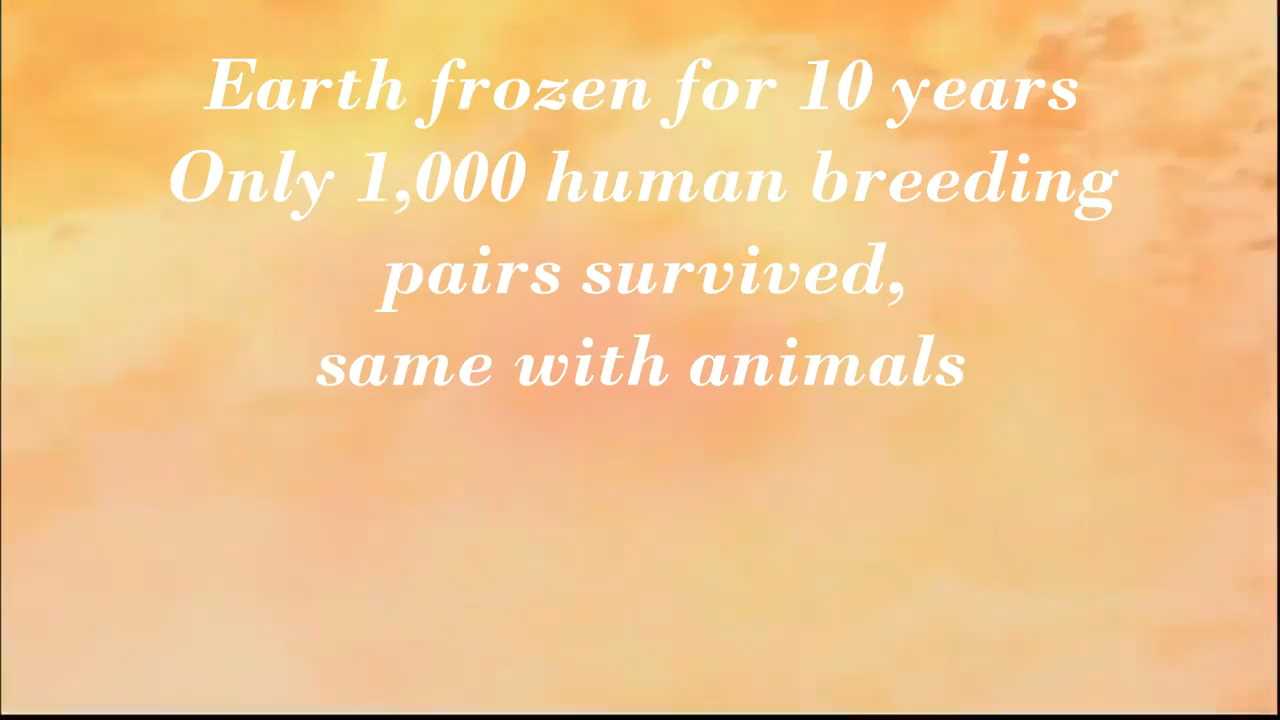 Earth frozen for 10 years
Only 1,000 human breeding
pairs survived,
same with animals